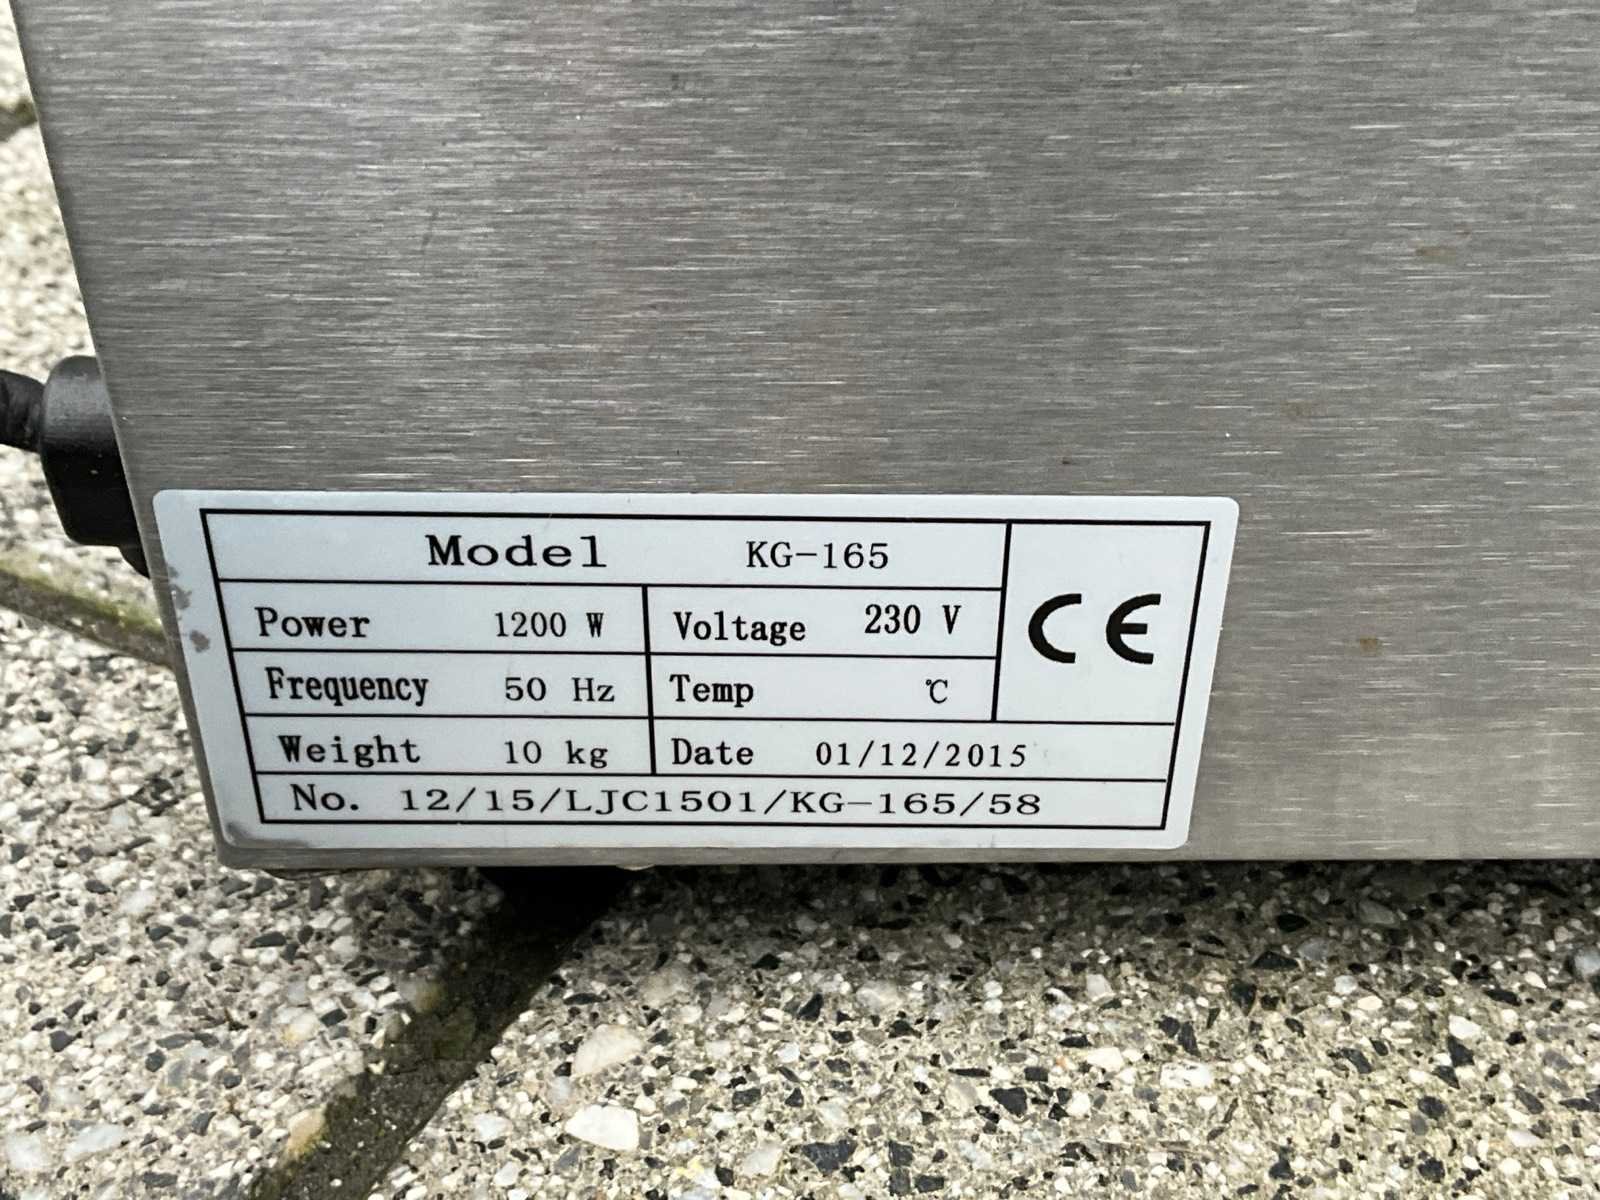 Model KG-165
Power 1200 W Voltage 230 V
Frequency 50 Hz Temp ℃
CE
Weight 10 kg Date 01/12/2015
No. 12/15/LJC1501/KG-165/58